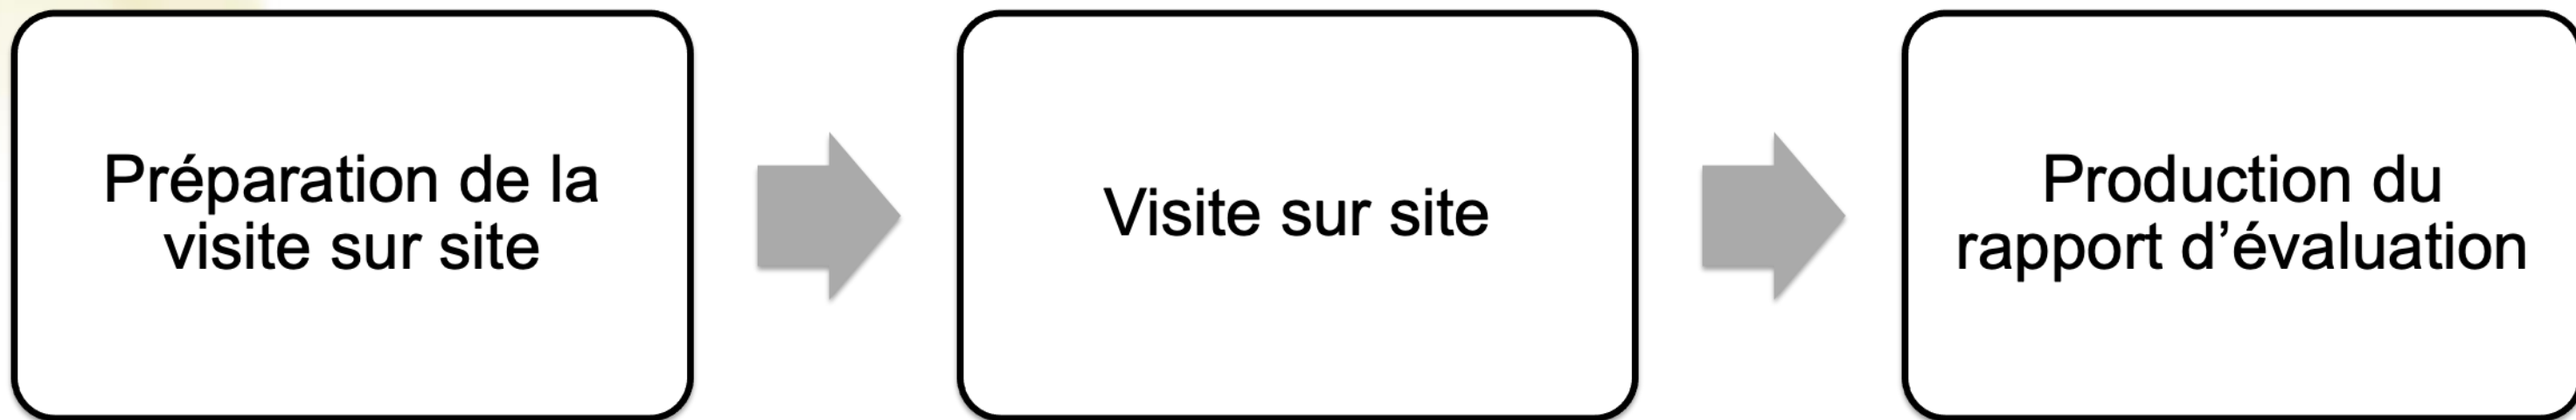 Préparation de la
visite sur site
Visite sur site
Production du
rapport d’évaluation